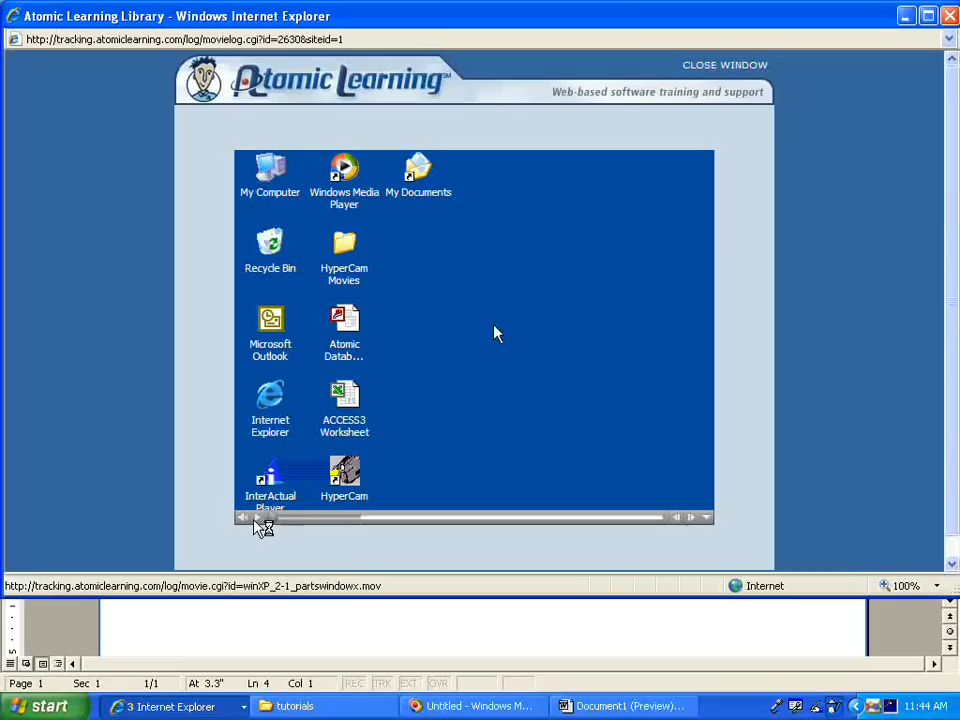 Atomic Learning Library - Windows Internet Explorer
http://tracking.atomiclearning.com/log/movielog.cgi?id=2630&siteid=1
CLOSE WINDOW
Atomic Learning SM
Web-based software training and support
My Computer
Windows Media Player
My Documents
Recycle Bin
HyperCam Movies
Microsoft Outlook
Atomic Datab...
Internet Explorer
ACCESS3 Worksheet
InterActual Player
HyperCam
http://tracking.atomiclearning.com/log/movie.cgi?id=winXP_2-1_partswindowx.mov
Internet
100%
Page 1 Sec 1 1/1 At 3.3" Ln 4 Col 1 REC TRK EXT OVR
start 3 Internet Explorer tutorials Untitled - Windows M... Document1 (Preview)... 11:44 AM